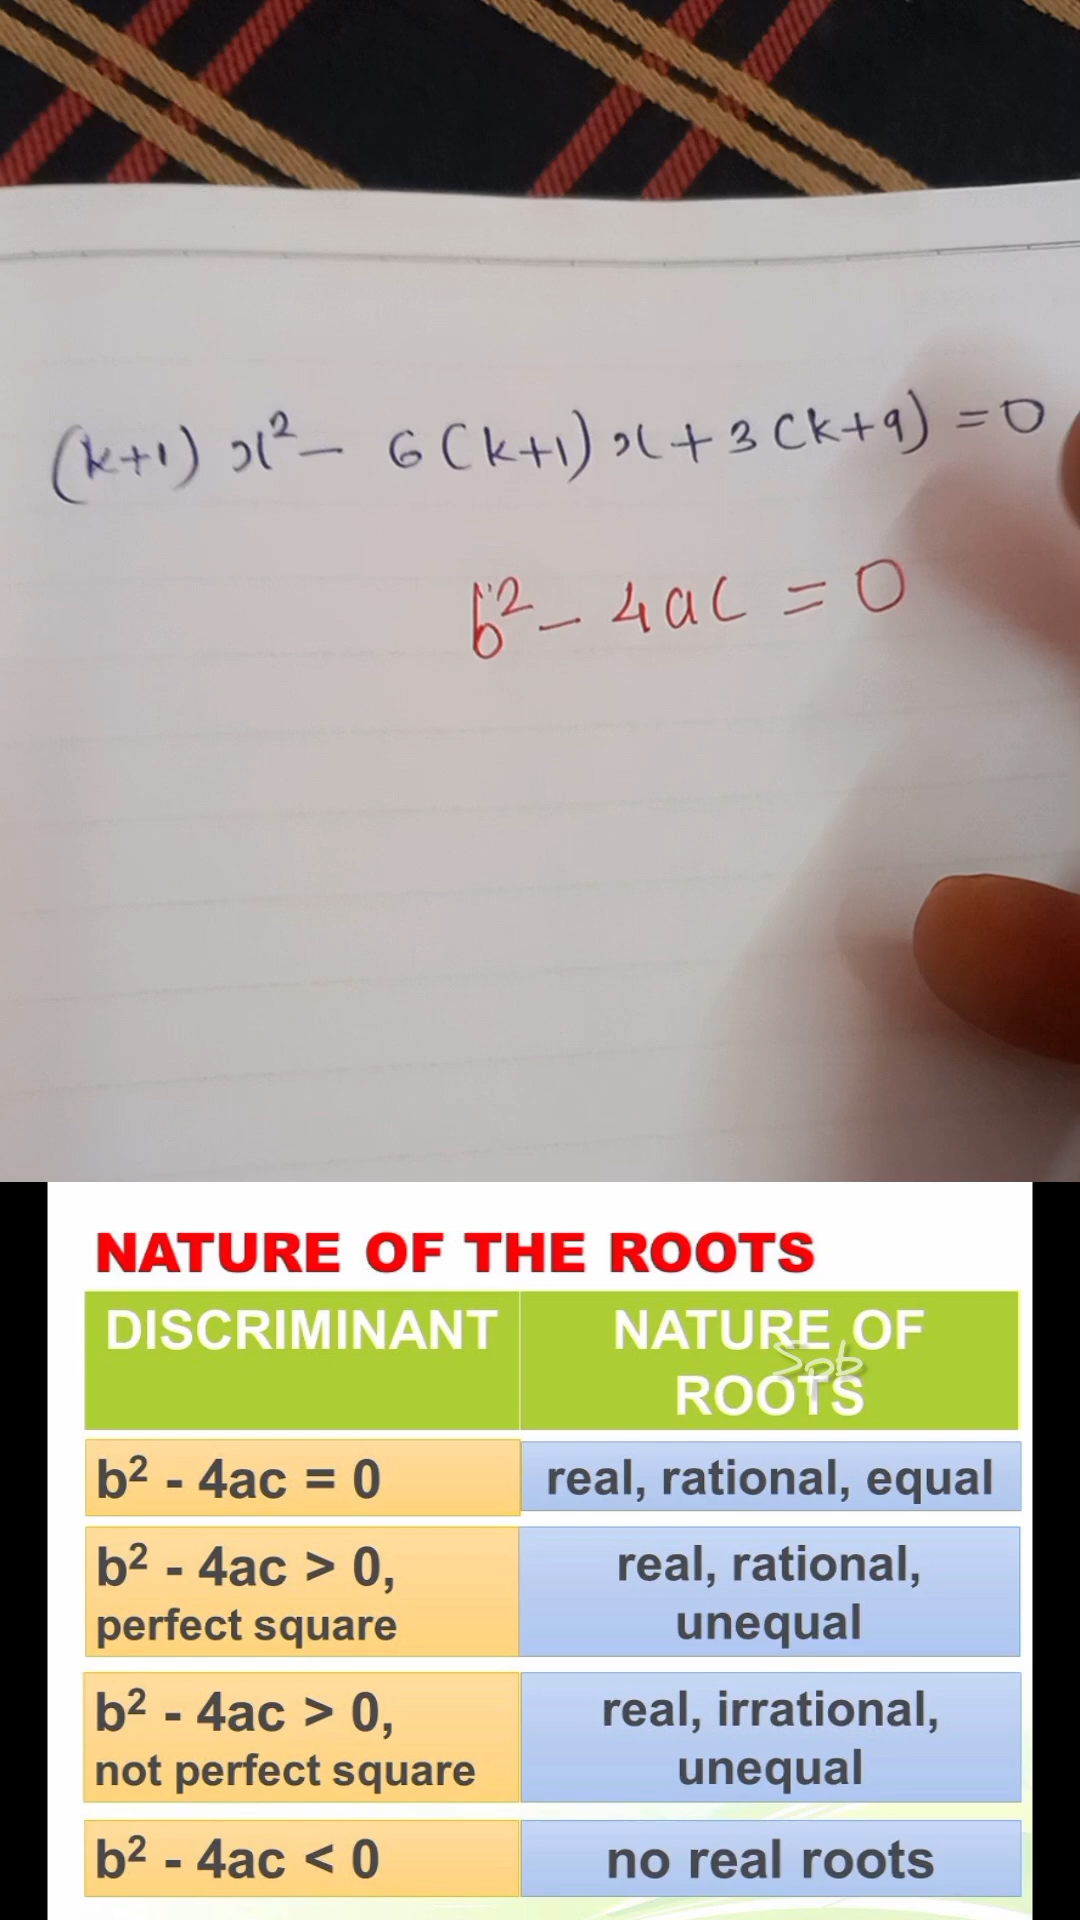 (k+1) x² - 6(k+1)x + 3(k+9) = 0
b² - 4ac = 0
NATURE OF THE ROOTS
DISCRIMINANT
NATURE OF
ROOTS
Spb
b² - 4ac = 0
real, rational, equal
b² - 4ac > 0,
perfect square
real, rational,
unequal
b² - 4ac > 0,
not perfect square
real, irrational,
unequal
b² - 4ac < 0
no real roots